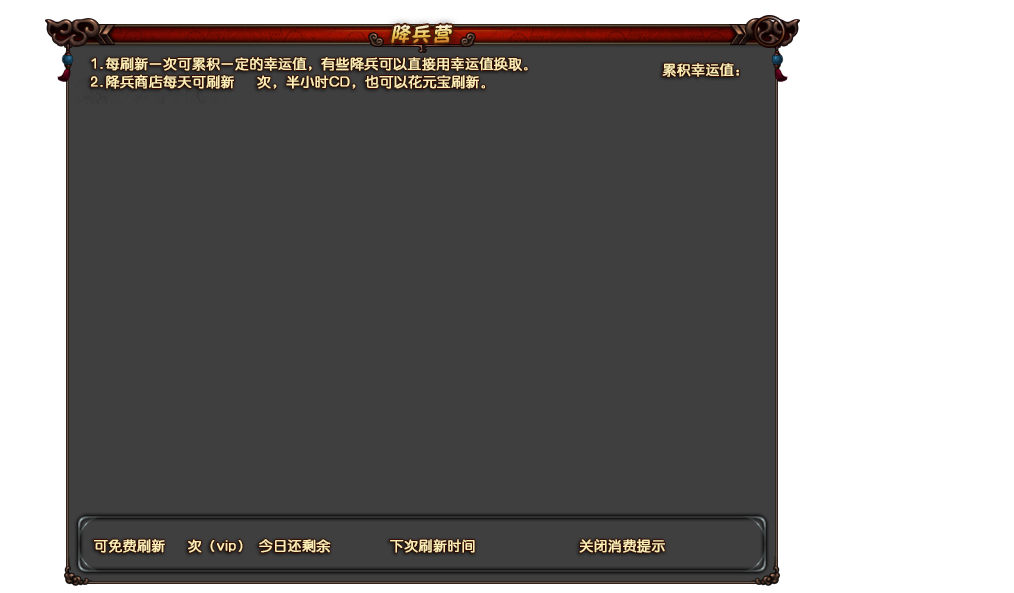 降兵营
1.每刷新一次可累积一定的幸运值，有些降兵可以直接用幸运值换取。
累积幸运值：
2.降兵商店每天可刷新 次，半小时CD，也可以花元宝刷新。
可免费刷新 次（vip） 今日还剩余 下次刷新时间 关闭消费提示